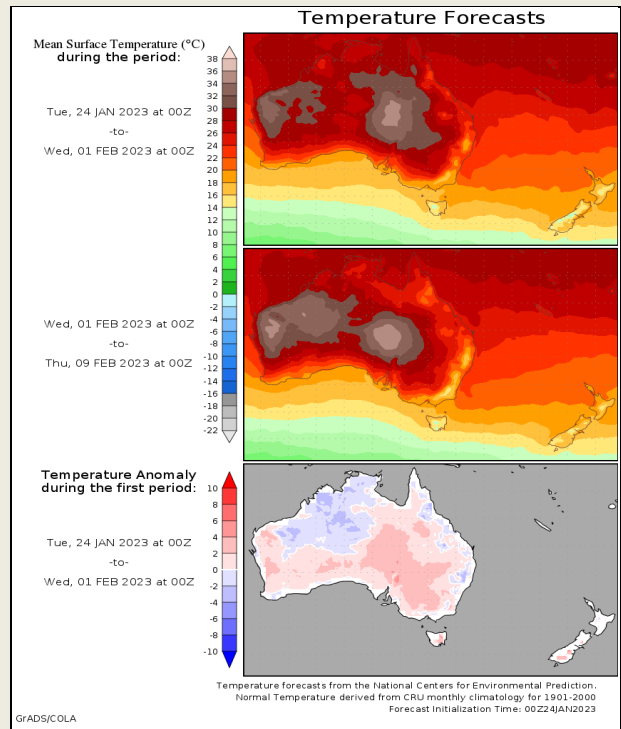 Temperature Forecasts
Mean Surface Temperature (°C)
during the period:
38
36
34
32
30
28
26
24
22
20
18
16
14
12
10
8
6
4
2
0
-2
-4
-6
-8
-10
-12
-14
-16
-18
-20
-22
Tue, 24 JAN 2023 at 00Z
-to-
Wed, 01 FEB 2023 at 00Z
Wed, 01 FEB 2023 at 00Z
-to-
Thu, 09 FEB 2023 at 00Z
Temperature Anomaly
during the first period:
10
8
6
4
2
0
-2
-4
-6
-8
-10
Tue, 24 JAN 2023 at 00Z
-to-
Wed, 01 FEB 2023 at 00Z
Temperature forecasts from the National Centers for Environmental Prediction.
Normal Temperature derived from CRU monthly climatology for 1901-2000
Forecast Initialization Time: 00Z24JAN2023
GrADS/COLA